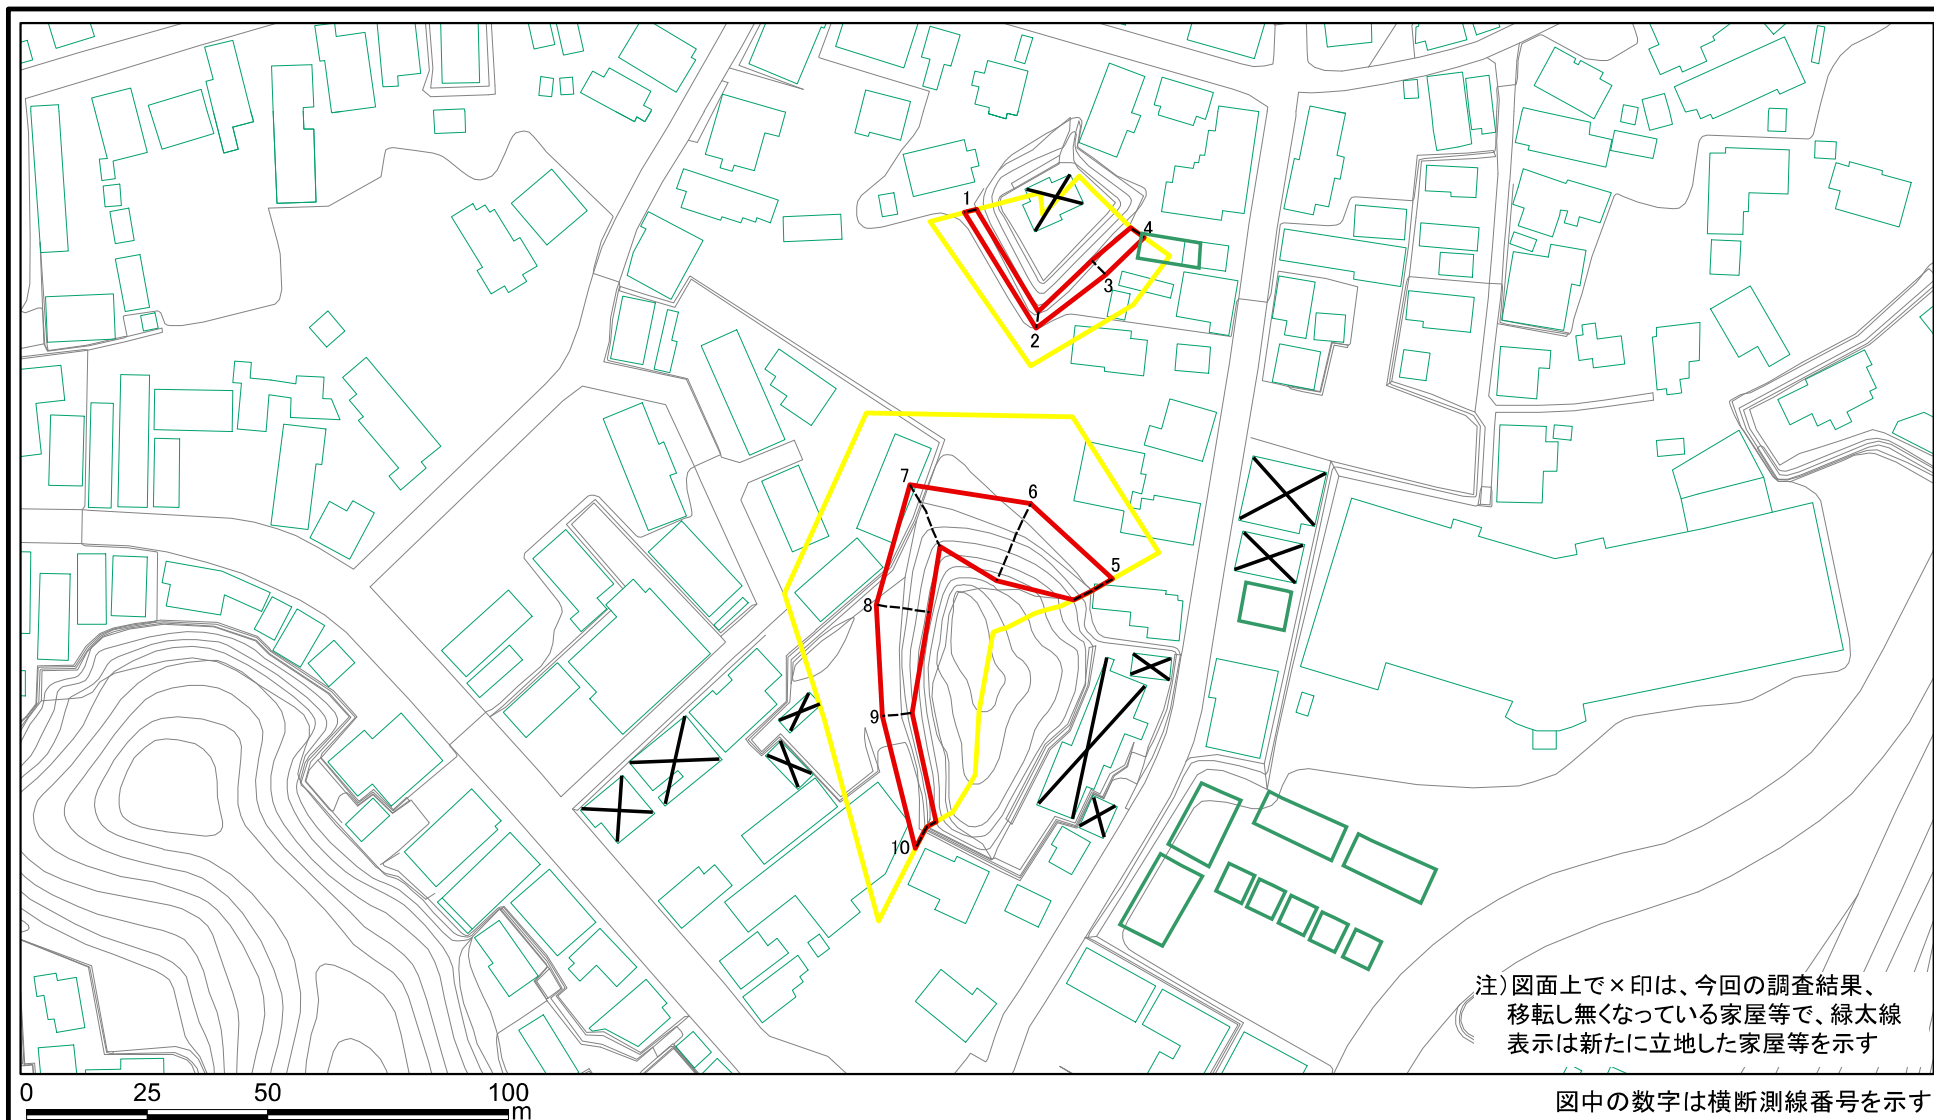 1
4
3
2
7
6
5
8
9
10
注)図面上で×印は、今回の調査結果、
移転し無くなっている家屋等で、緑太線
表示は新たに立地した家屋等を示す
0 25 50 100
m
図中の数字は横断測線番号を示す